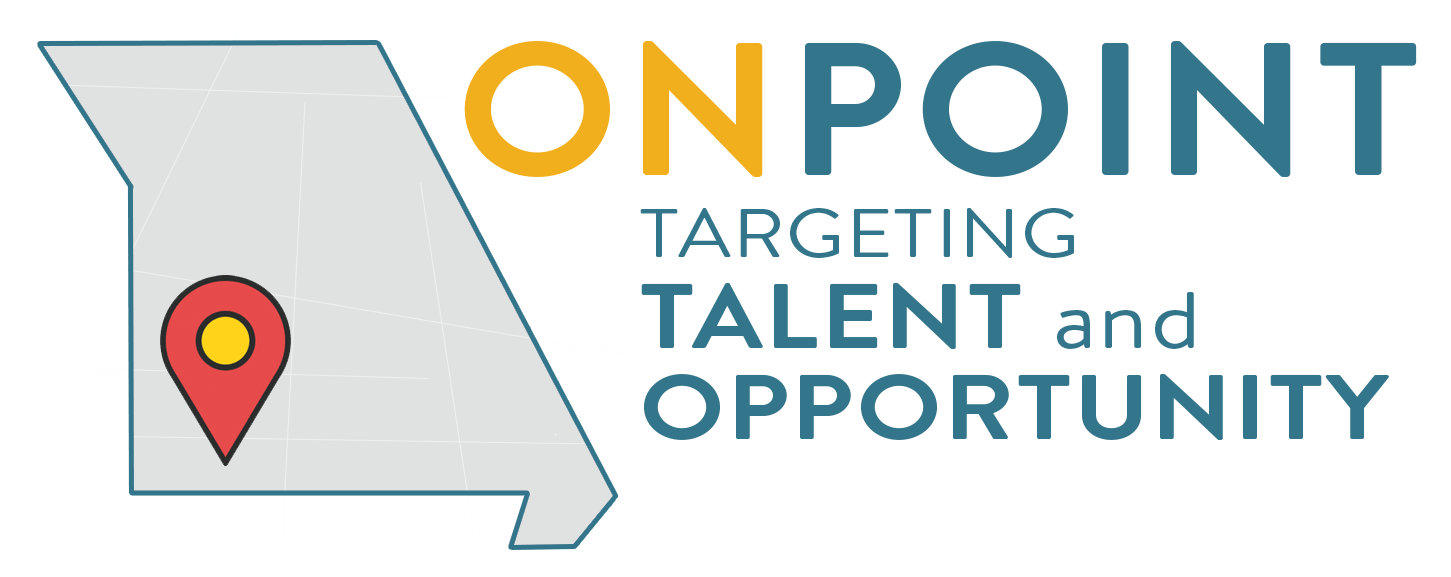 ONPOINT
TARGETING
TALENT and
OPPORTUNITY